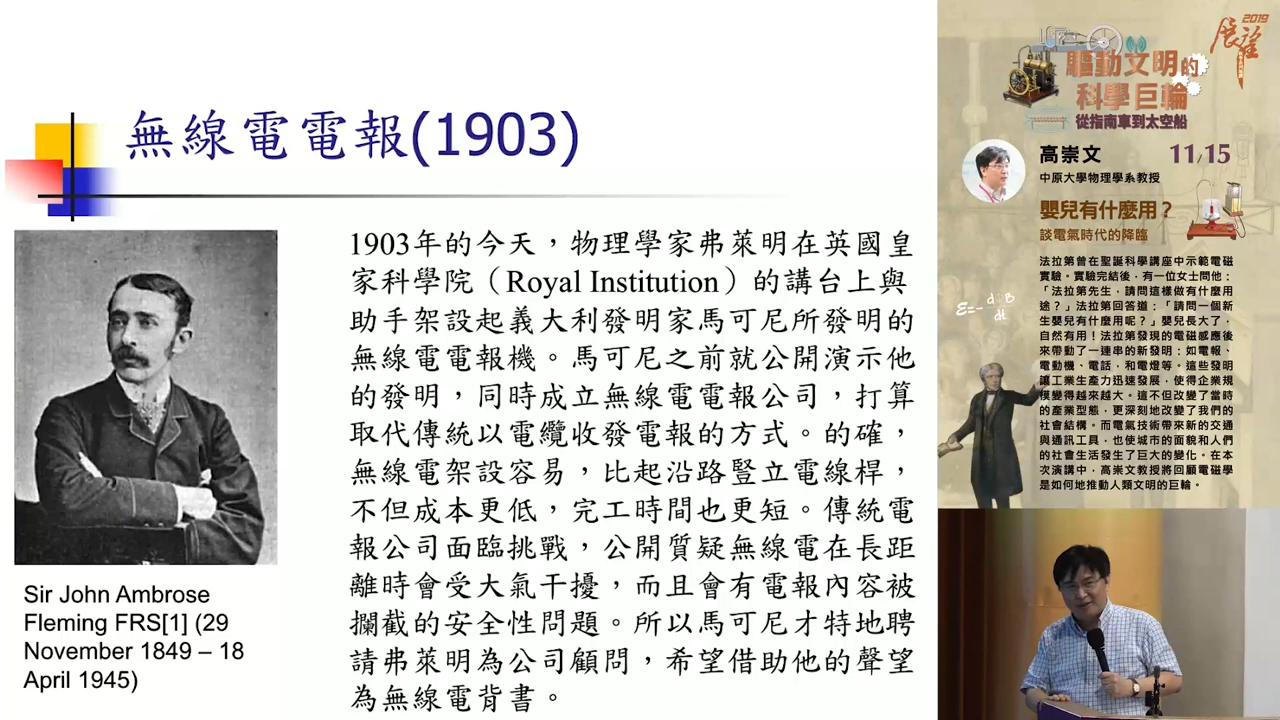 無線電電報(1903)
1903年的今天，物理學家弗萊明在英國皇
家科學院（Royal Institution）的講台上與
助手架設起義大利發明家馬可尼所發明的
無線電電報機。馬可尼之前就公開演示他
的發明，同時成立無線電電報公司，打算
取代傳統以電纜收發電報的方式。的確，
無線電架設容易，比起沿路豎立電線桿，
不但成本更低，完工時間也更短。傳統電
報公司面臨挑戰，公開質疑無線電在長距
離時會受大氣干擾，而且會有電報內容被
攔截的安全性問題。所以馬可尼才特地聘
請弗萊明為公司顧問，希望借助他的聲望
為無線電背書。
Sir John Ambrose
Fleming FRS[1] (29
November 1849 – 18
April 1945)
2019
展望
驅動文明的
科學巨輪
從指南車到太空船
高崇文 11/15
中原大學物理學系教授
嬰兒有什麼用？
談電氣時代的降臨
法拉第曾在聖誕科學講座中示範電磁
實驗。實驗完結後，有一位女士問他：
「法拉第先生，請問這樣做有什麼用
途？」法拉第回答道：「請問一個新
生嬰兒有什麼用呢？」嬰兒長大了，
自然有用！法拉第發現的電磁感應後
來帶動了一連串的新發明：如電報、
電動機、電話，和電燈等。這些發明
讓工業生產力迅速發展，使得企業規
模變得越來越大。這不但改變了當時
的產業型態，更深刻地改變了我們的
社會結構。而電氣技術帶來新的交通
與通訊工具，也使城市的面貌和人們
的社會生活發生了巨大的變化。在本
次演講中，高崇文教授將回顧電磁學
是如何地推動人類文明的巨輪。